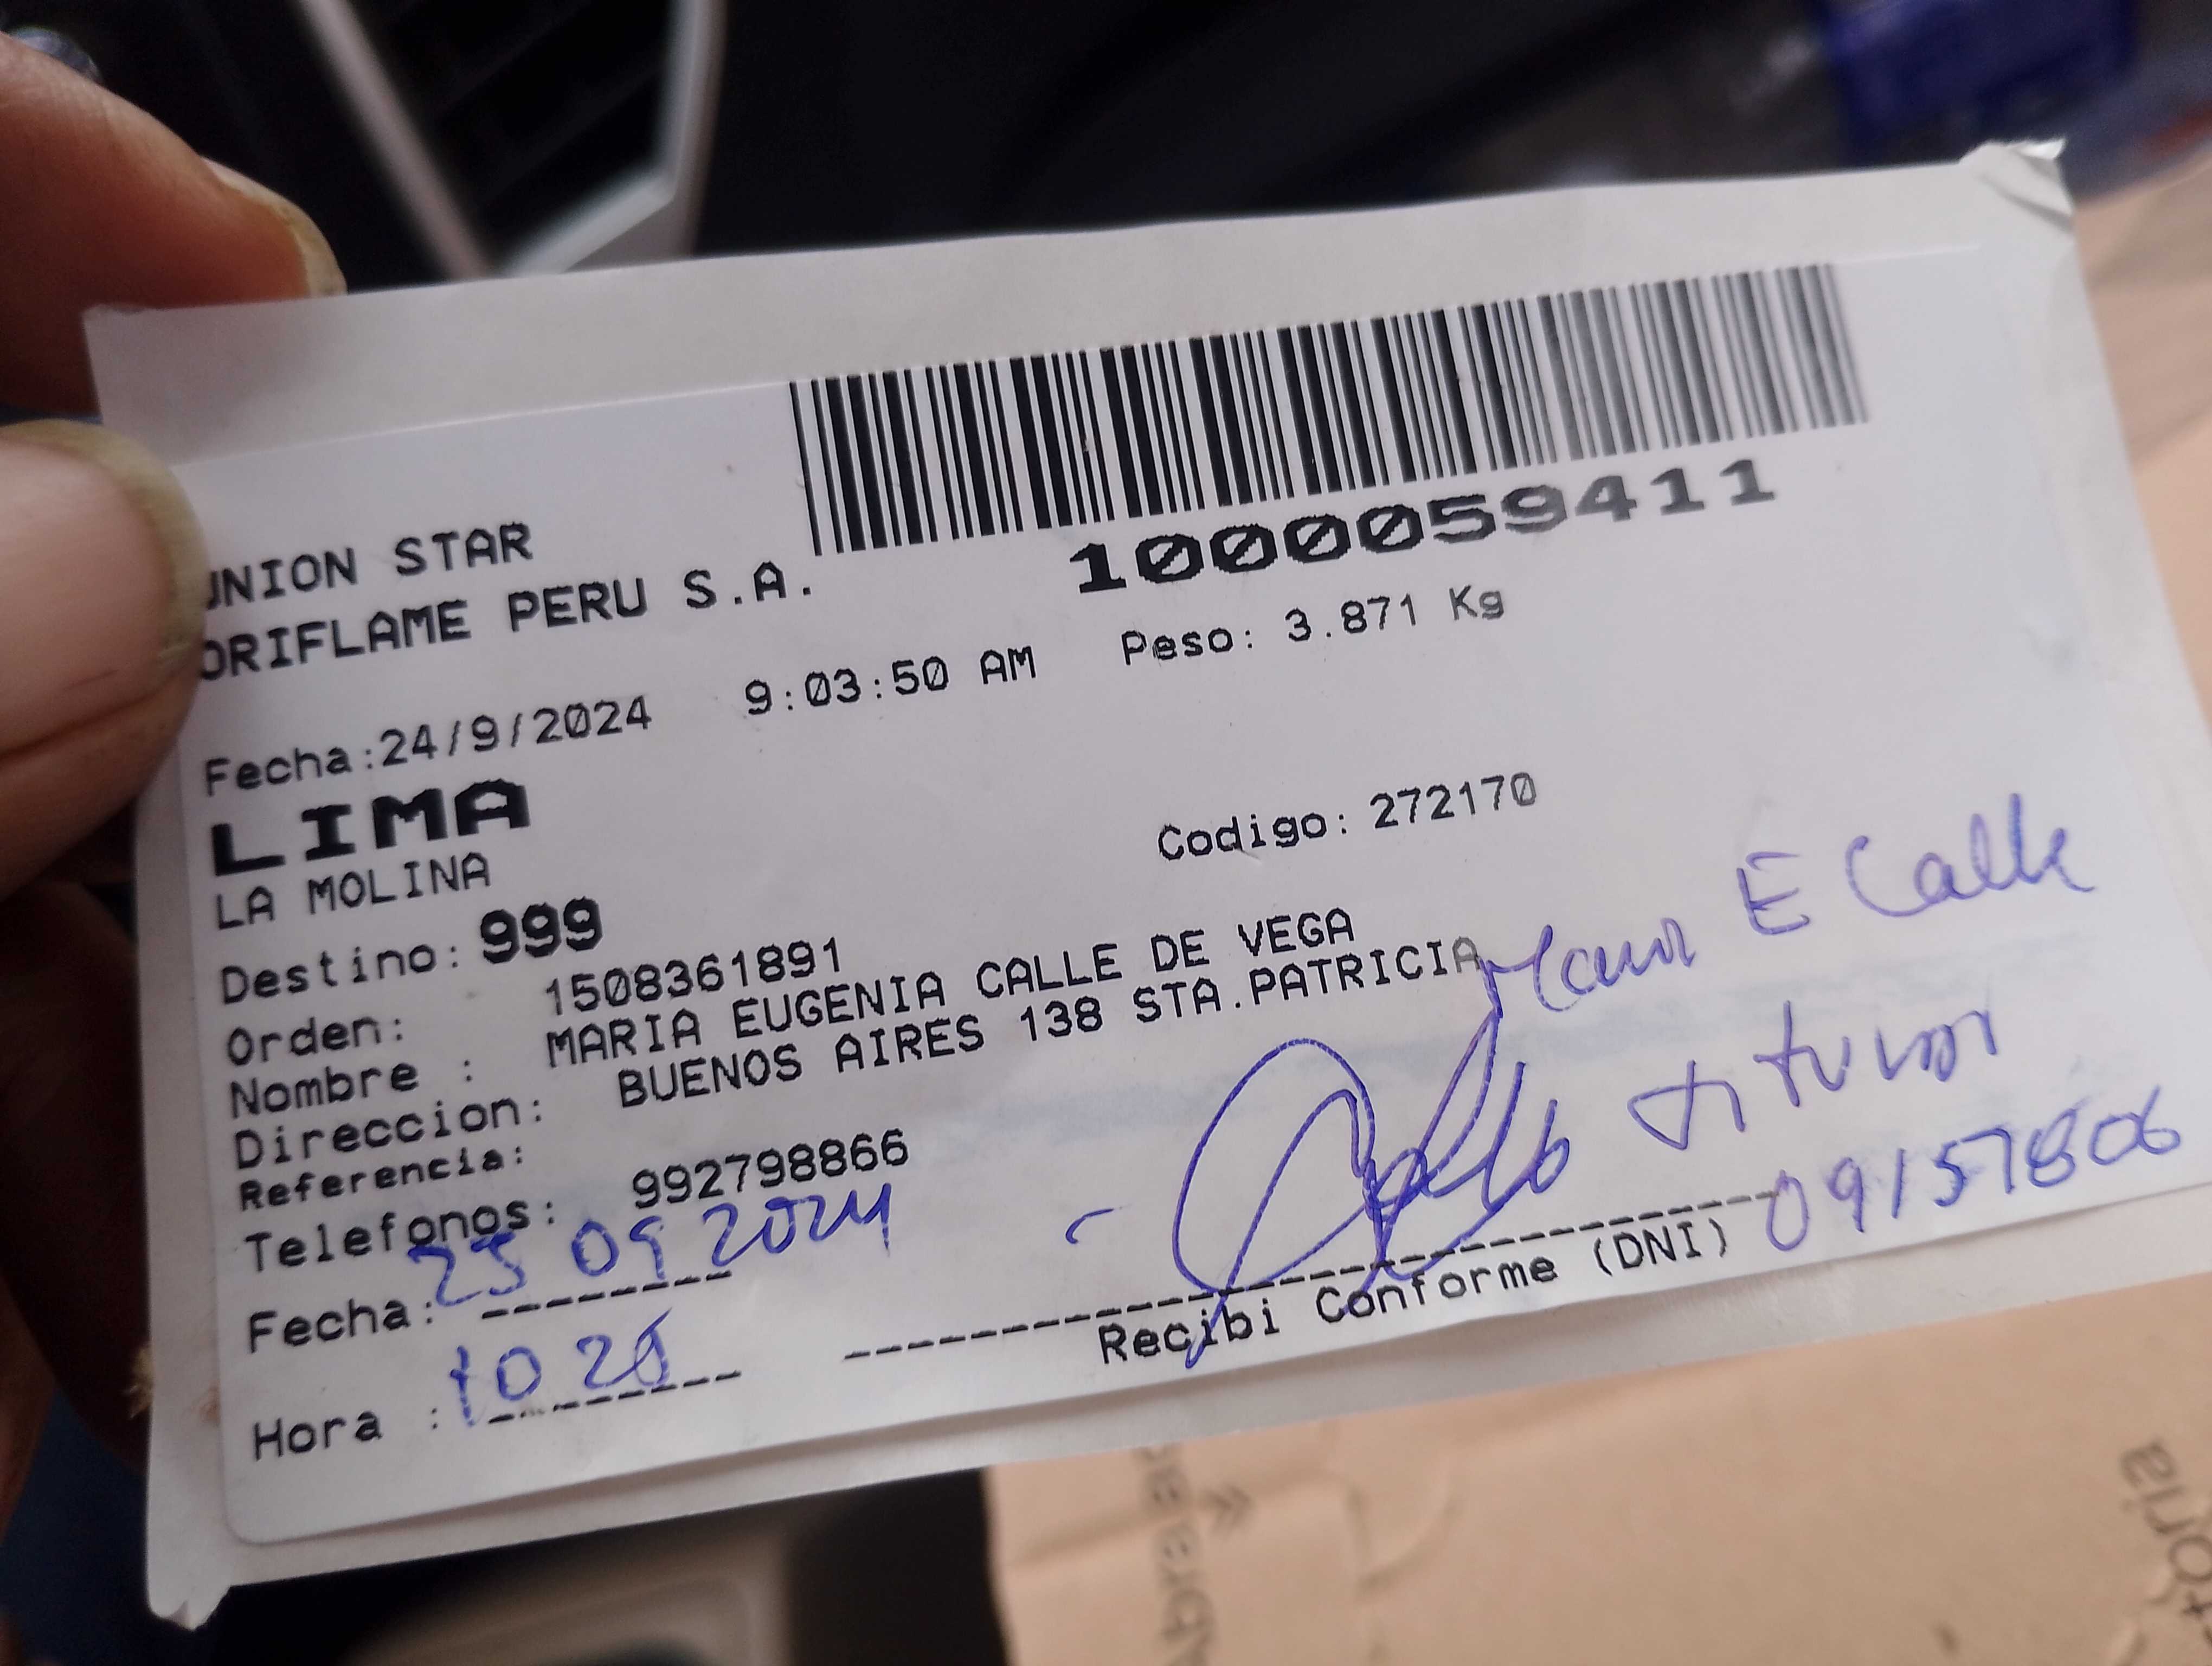 1000059411
UNION STAR
ORIFLAME PERU S.A.
Fecha:24/9/2024 9:03:50 AM Peso: 3.871 Kg
LIMA
LA MOLINA Codigo: 272170
Destino: 999
Orden: 1508361891
Nombre : MARIA EUGENIA CALLE DE VEGA
Direccion: BUENOS AIRES 138 STA.PATRICIA
Referencia:
Telefonos: 992798866
Maria E Calle
titular
09157806
Fecha: 25 09 2024
Recibi Conforme (DNI)
Hora : 10 25